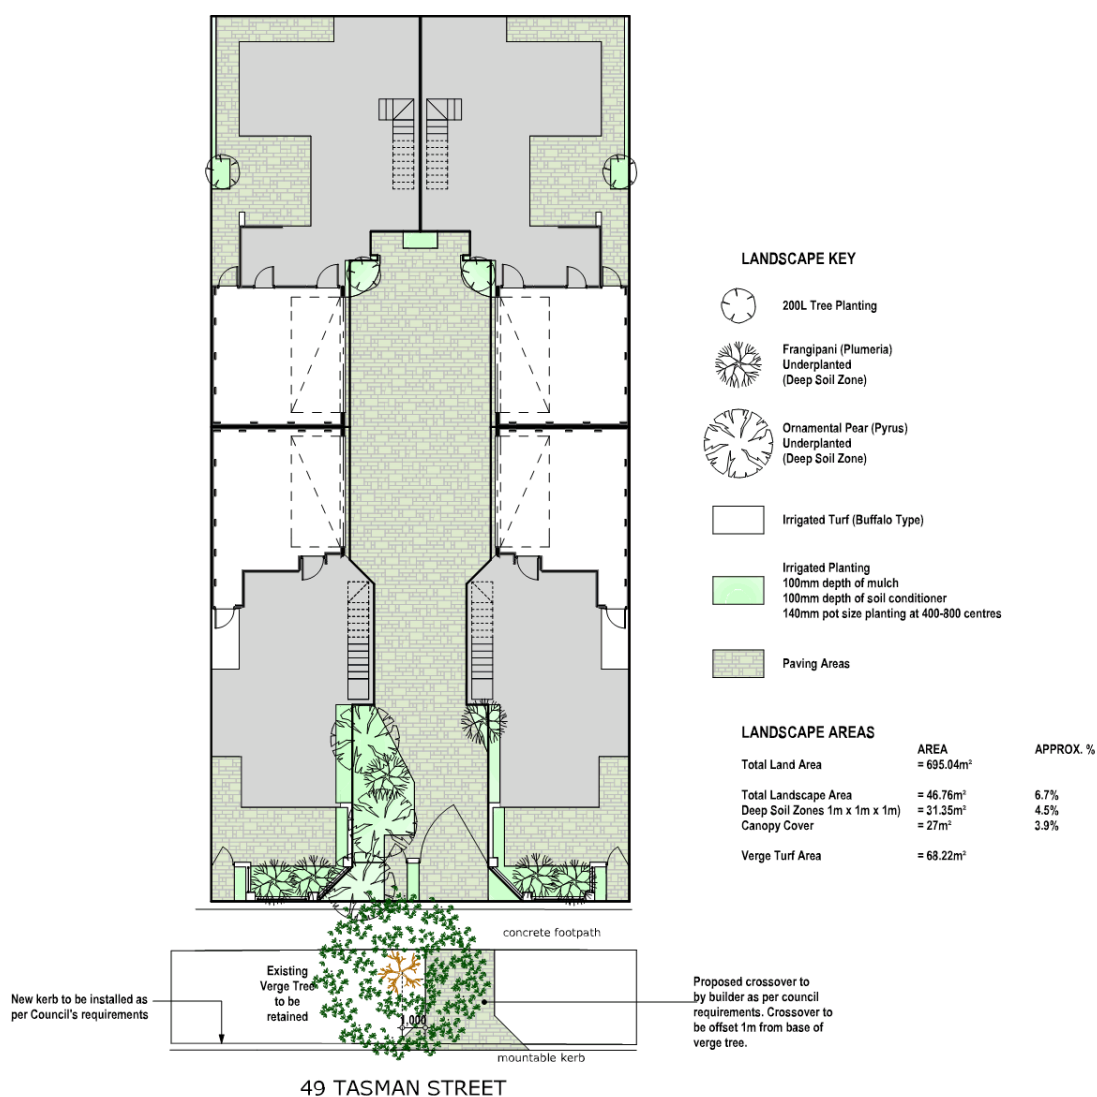 LANDSCAPE KEY
200L Tree Planting
Frangipani (Plumeria)
Underplanted
(Deep Soil Zone)
Ornamental Pear (Pyrus)
Underplanted
(Deep Soil Zone)
Irrigated Turf (Buffalo Type)
Irrigated Planting
100mm depth of mulch
100mm depth of soil conditioner
140mm pot size planting at 400-800 centres
Paving Areas
LANDSCAPE AREAS
AREA APPROX. %
Total Land Area = 695.04m²
Total Landscape Area = 46.76m² 6.7%
Deep Soil Zones 1m x 1m x 1m) = 31.35m² 4.5%
Canopy Cover = 27m² 3.9%
Verge Turf Area = 68.22m²
concrete footpath
Existing
Verge Tree
to be
retained
New kerb to be installed as
per Council's requirements
1,000
Proposed crossover to
by builder as per council
requirements. Crossover to
be offset 1m from base of
verge tree.
mountable kerb
49 TASMAN STREET